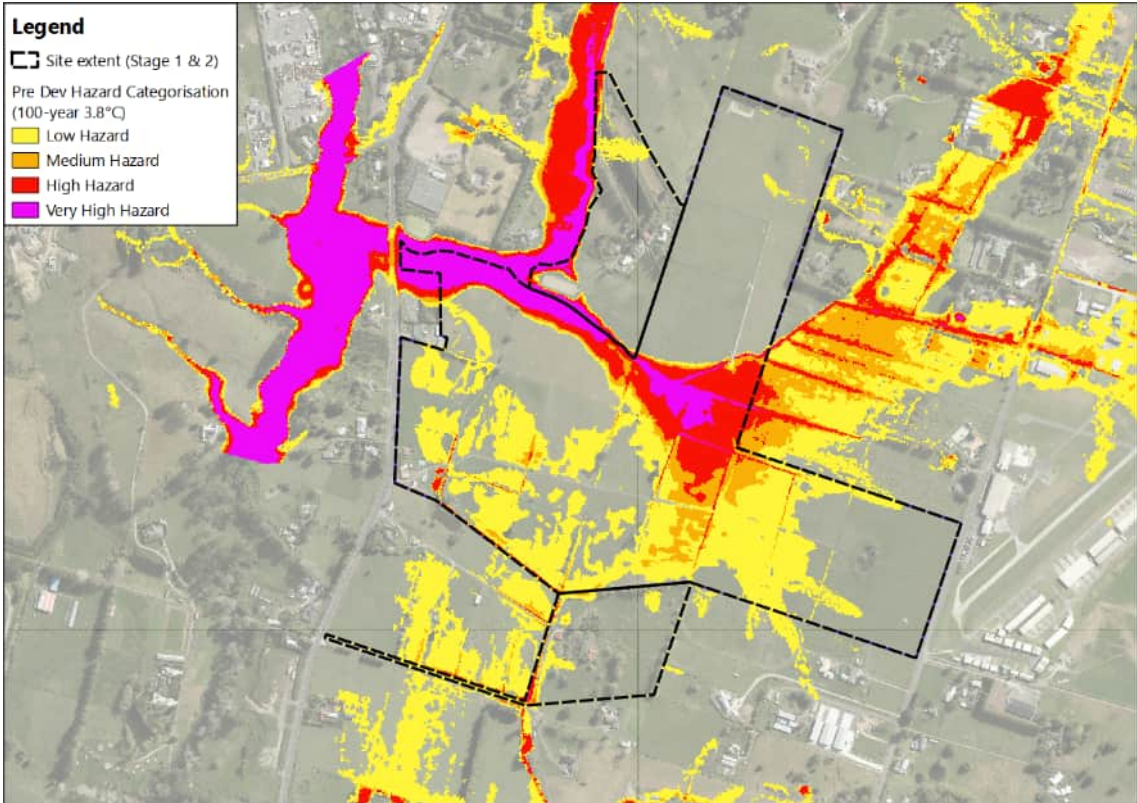 Legend
Site extent (Stage 1 & 2)
Pre Dev Hazard Categorisation
(100-year 3.8°C)
Low Hazard
Medium Hazard
High Hazard
Very High Hazard